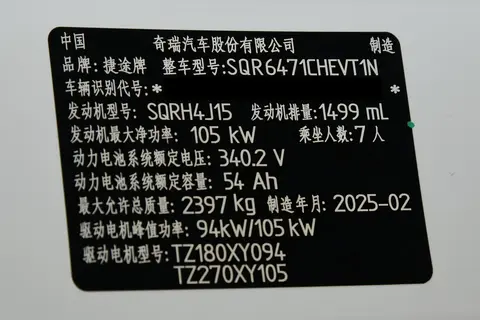 中国 奇瑞汽车股份有限公司 制造
品牌: 捷途牌 整车型号: SQR6471CHEVT1N
车辆识别代号: * *
发动机型号: SQRH4J15 发动机排量: 1499 mL
发动机最大净功率: 105 kW 乘坐人数: 7 人
动力电池系统额定电压: 340.2 V
动力电池系统额定容量: 54 Ah
最大允许总质量: 2397 kg 制造年月: 2025-02
驱动电机峰值功率: 94kW/105 kW
驱动电机型号: TZ180XY094
TZ270XY105